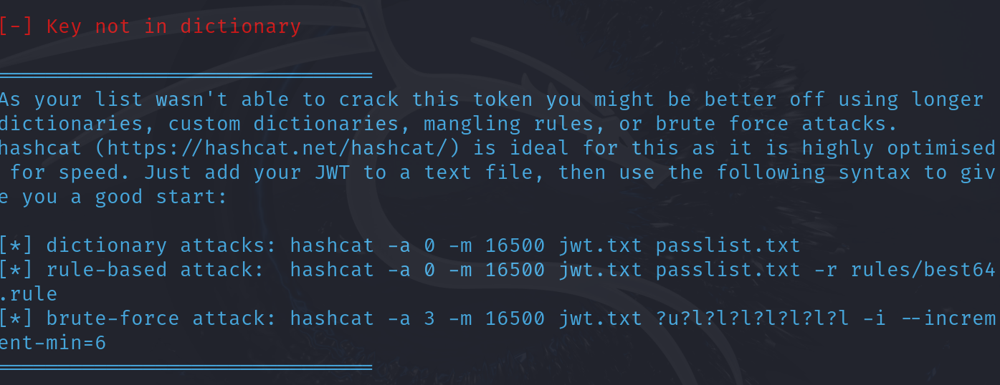 [-] Key not in dictionary
===============================
As your list wasn't able to crack this token you might be better off using longer
dictionaries, custom dictionaries, mangling rules, or brute force attacks.
hashcat (https://hashcat.net/hashcat/) is ideal for this as it is highly optimised
 for speed. Just add your JWT to a text file, then use the following syntax to giv
e you a good start:
[*] dictionary attacks: hashcat -a 0 -m 16500 jwt.txt passlist.txt
[*] rule-based attack:  hashcat -a 0 -m 16500 jwt.txt passlist.txt -r rules/best64
.rule
[*] brute-force attack: hashcat -a 3 -m 16500 jwt.txt ?u?l?l?l?l?l?l?l -i --increm
ent-min=6
===============================